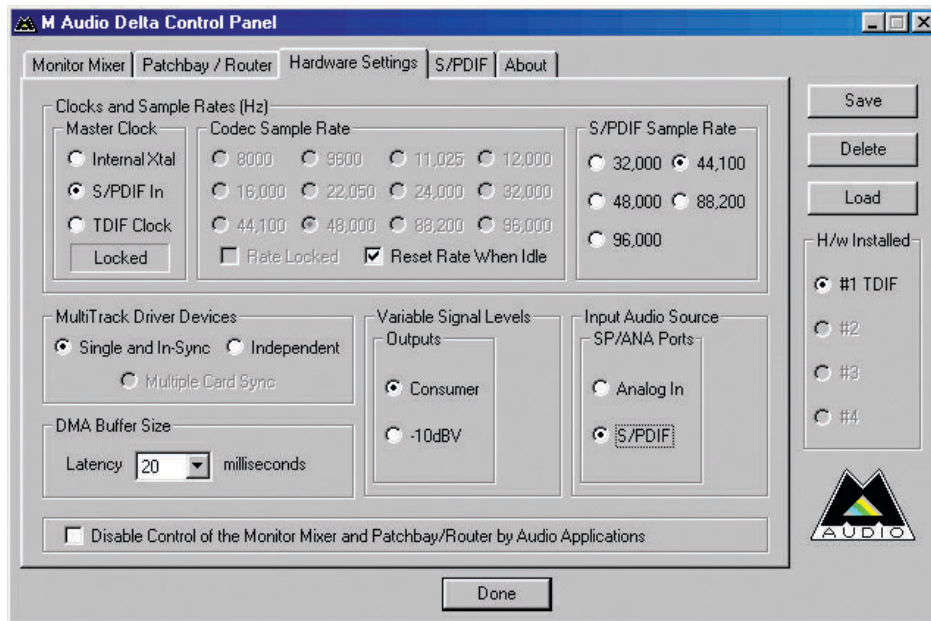 M Audio Delta Control Panel
Monitor Mixer Patchbay / Router Hardware Settings S/PDIF About
Clocks and Sample Rates (Hz)
Master Clock
Internal Xtal
S/PDIF In
TDIF Clock
Locked
Codec Sample Rate
8000 9600 11,025 12,000
16,000 22,050 24,000 32,000
44,100 48,000 88,200 96,000
Rate Locked Reset Rate When Idle
S/PDIF Sample Rate
32,000 44,100
48,000 88,200
96,000
MultiTrack Driver Devices
Single and In-Sync Independent
Multiple Card Sync
DMA Buffer Size
Latency 20 milliseconds
Variable Signal Levels
Outputs
Consumer
-10dBV
Input Audio Source
SP/ANA Ports
Analog In
S/PDIF
Disable Control of the Monitor Mixer and Patchbay/Router by Audio Applications
Save
Delete
Load
H/w Installed
#1 TDIF
#2
#3
#4
M
AUDIO
Done